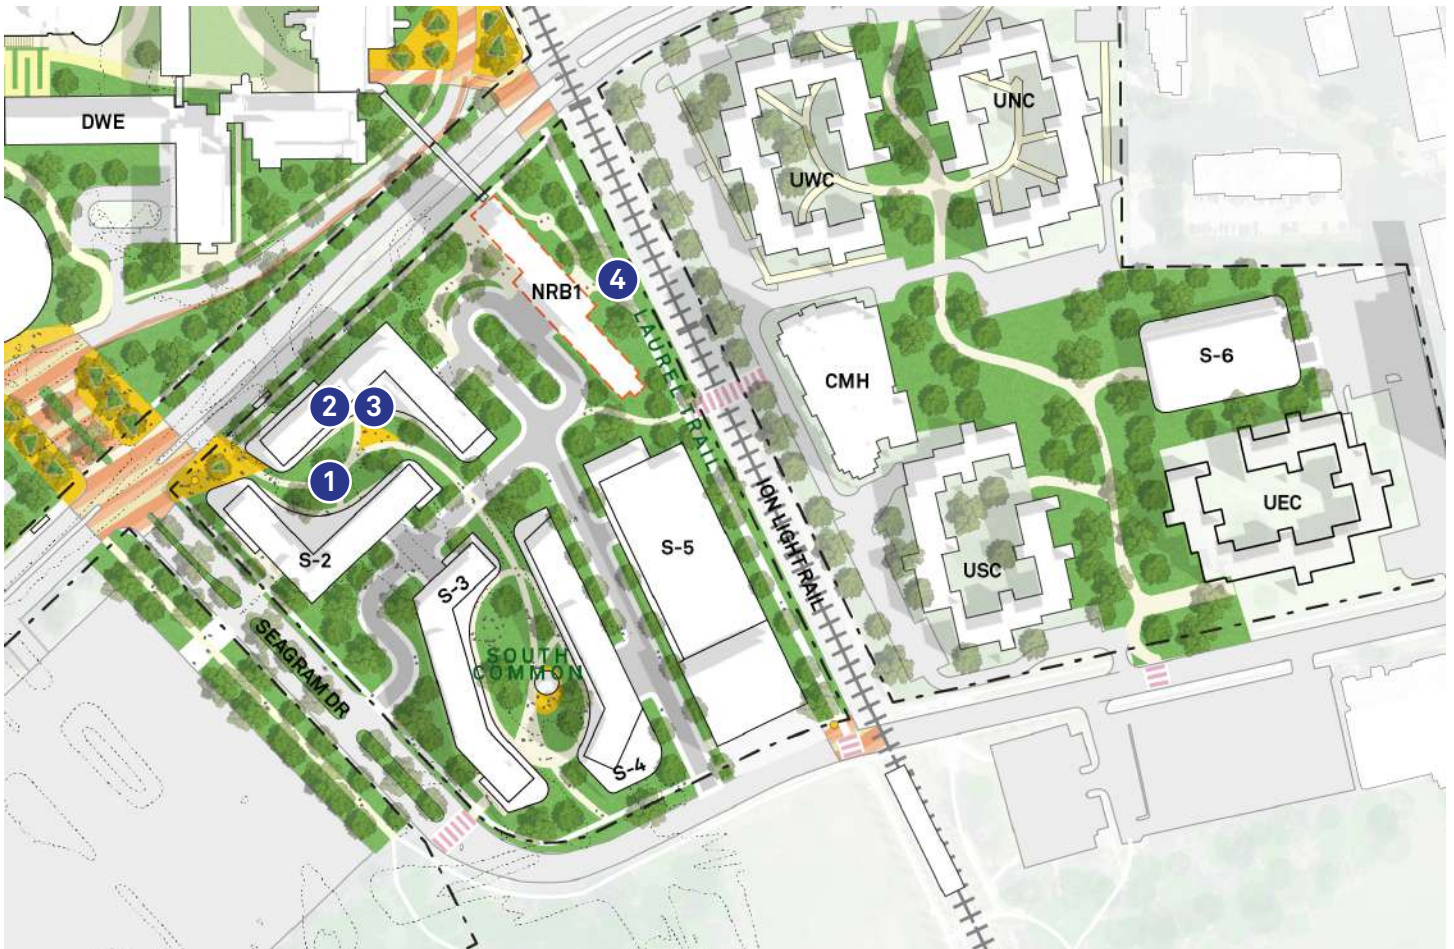 DWE
UNC
UWC
4
NRB1
LAUREL TRAIL
S-6
CMH
2
3
1
UEC
S-5
ION LIGHT RAIL
S-2
USC
S-3
SEAGRAM DR
SOUTH
COMMON
S-4